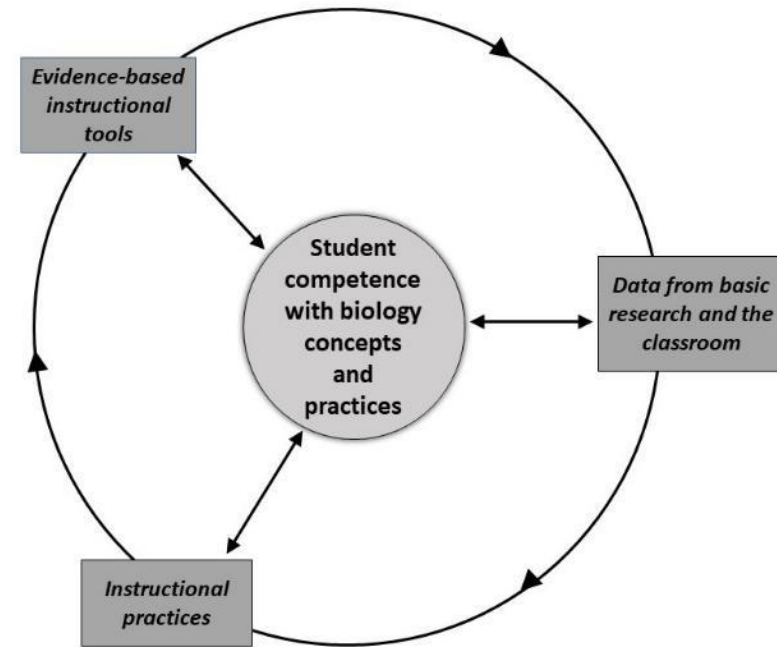 Evidence-based
instructional
tools
Student
competence
with biology
concepts
and
practices
Data from basic
research and the
classroom
Instructional
practices